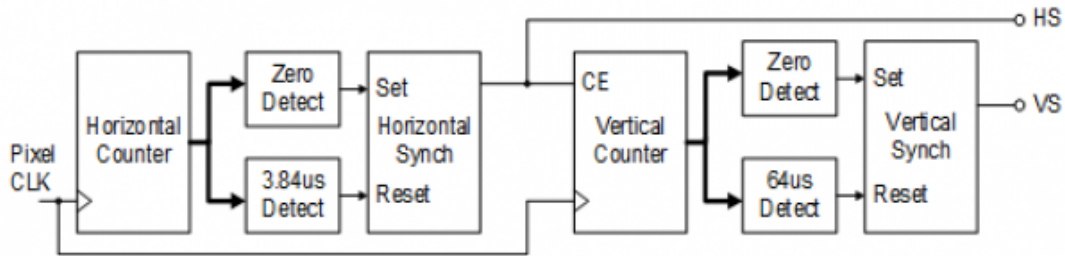 HS
Zero
Detect
Set
Horizontal
Counter
Horizontal
Synch
Pixel
CLK
3.84us
Detect
Reset
CE
Vertical
Counter
Zero
Detect
Set
VS
Vertical
Synch
64us
Detect
Reset